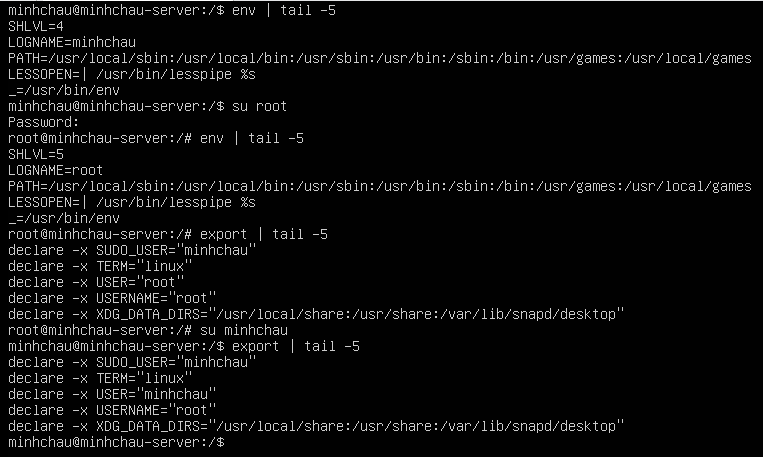 minhchau@minhchau-server:/$ env | tail -5
SHLVL=4
LOGNAME=minhchau
PATH=/usr/local/sbin:/usr/local/bin:/usr/sbin:/usr/bin:/sbin:/bin:/usr/games:/usr/local/games
LESSOPEN=| /usr/bin/lesspipe %s
_=/usr/bin/env
minhchau@minhchau-server:/$ su root
Password:
root@minhchau-server:/# env | tail -5
SHLVL=5
LOGNAME=root
PATH=/usr/local/sbin:/usr/local/bin:/usr/sbin:/usr/bin:/sbin:/bin:/usr/games:/usr/local/games
LESSOPEN=| /usr/bin/lesspipe %s
_=/usr/bin/env
root@minhchau-server:/# export | tail -5
declare -x SUDO_USER="minhchau"
declare -x TERM="linux"
declare -x USER="root"
declare -x USERNAME="root"
declare -x XDG_DATA_DIRS="/usr/local/share:/usr/share:/var/lib/snapd/desktop"
root@minhchau-server:/# su minhchau
minhchau@minhchau-server:/$ export | tail -5
declare -x SUDO_USER="minhchau"
declare -x TERM="linux"
declare -x USER="minhchau"
declare -x USERNAME="root"
declare -x XDG_DATA_DIRS="/usr/local/share:/usr/share:/var/lib/snapd/desktop"
minhchau@minhchau-server:/$